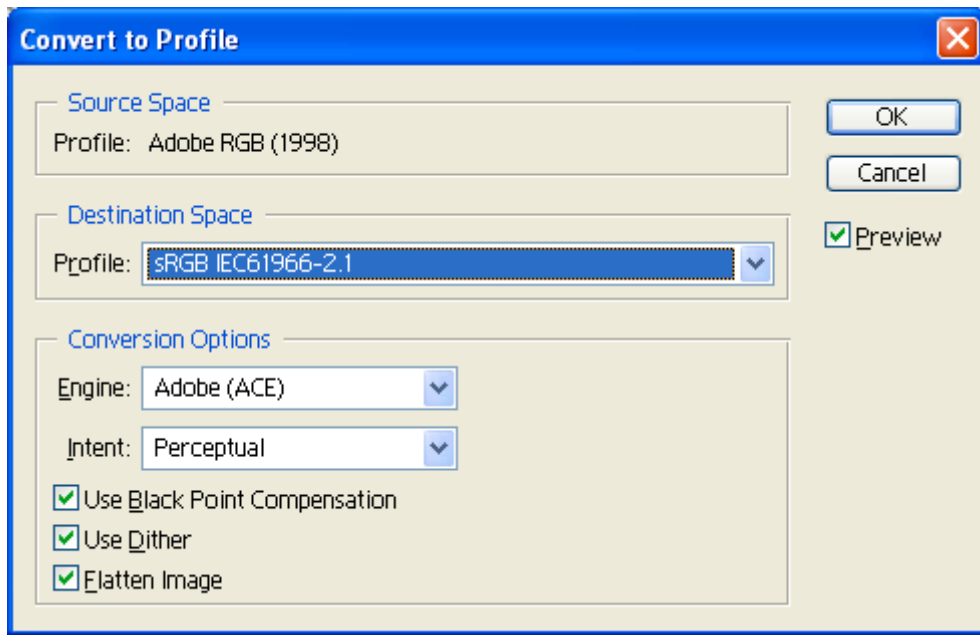 Convert to Profile
Source Space
Profile: Adobe RGB (1998)
OK
Cancel
Destination Space
Profile: sRGB IEC61966-2.1
Preview
Conversion Options
Engine: Adobe (ACE)
Intent: Perceptual
Use Black Point Compensation
Use Dither
Flatten Image